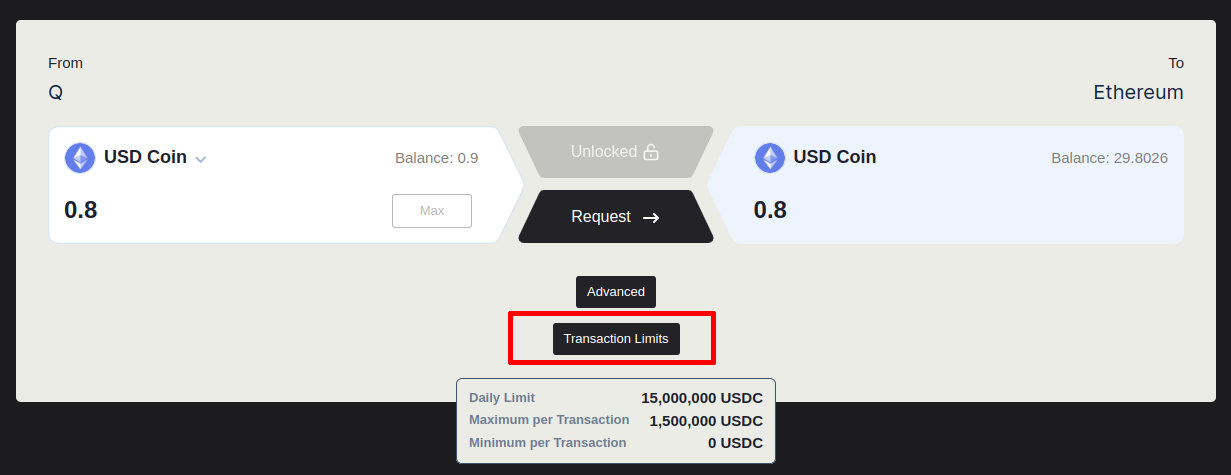 From
To
Q
Ethereum
USD Coin
Balance: 0.9
Unlocked
USD Coin
Balance: 29.8026
0.8
Max
Request
0.8
Advanced
Transaction Limits
Daily Limit 15,000,000 USDC
Maximum per Transaction 1,500,000 USDC
Minimum per Transaction 0 USDC